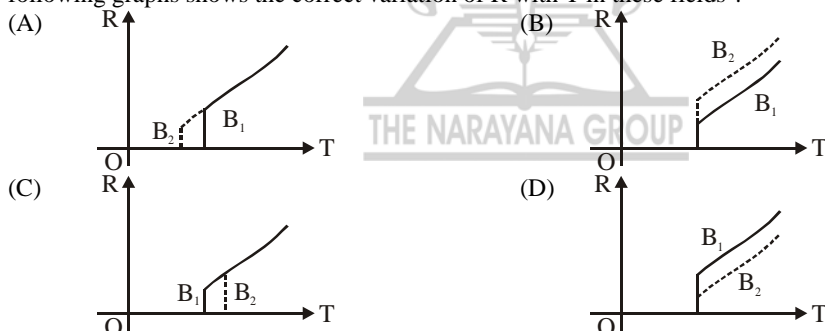 following graphs shows the correct variation of R with T in these fields ?
(A) R B₂ B₁ O T
(B) R B₂ B₁ O T
THE NARAYANA GROUP
(C) R B₁ B₂ O T
(D) R B₁ B₂ O T